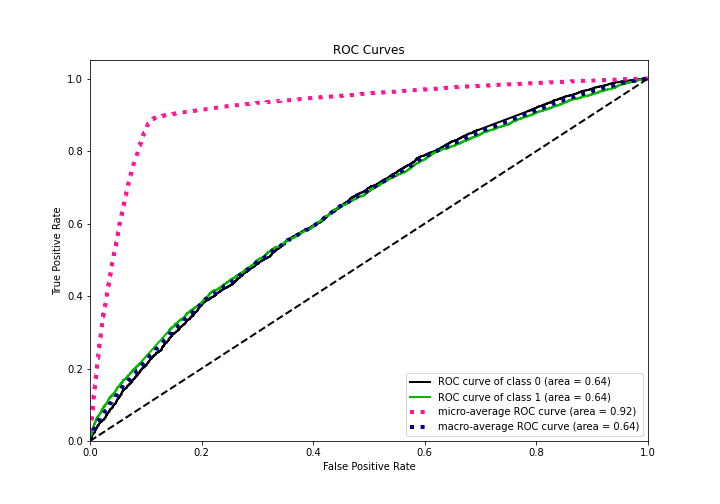 ROC Curves
True Positive Rate
1.0
0.8
0.6
0.4
0.2
0.0
0.0 0.2 0.4 0.6 0.8 1.0
False Positive Rate
ROC curve of class 0 (area = 0.64)
ROC curve of class 1 (area = 0.64)
micro-average ROC curve (area = 0.92)
macro-average ROC curve (area = 0.64)